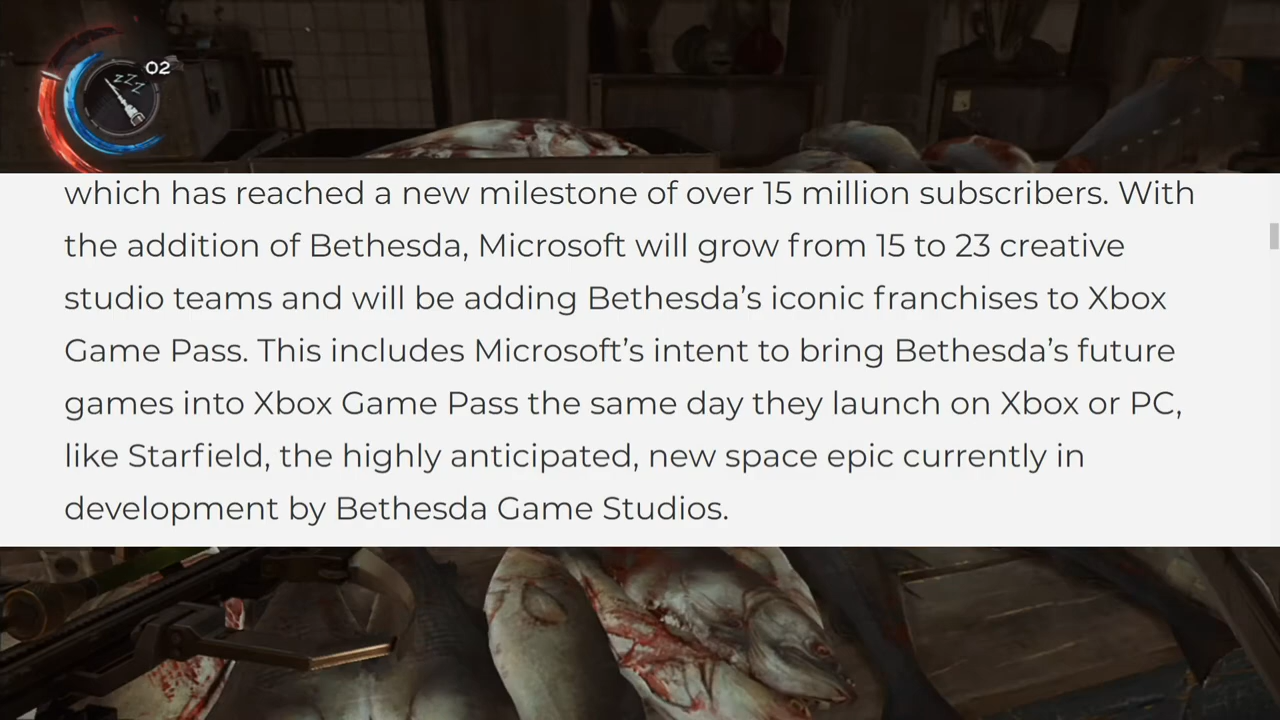 02
zzz
which has reached a new milestone of over 15 million subscribers. With
the addition of Bethesda, Microsoft will grow from 15 to 23 creative
studio teams and will be adding Bethesda’s iconic franchises to Xbox
Game Pass. This includes Microsoft’s intent to bring Bethesda’s future
games into Xbox Game Pass the same day they launch on Xbox or PC,
like Starfield, the highly anticipated, new space epic currently in
development by Bethesda Game Studios.